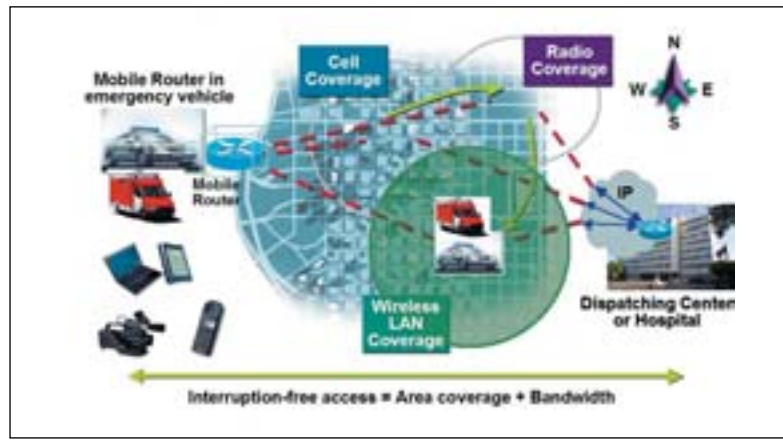 Cell
Coverage
Radio
Coverage
N
W
E
S
Mobile Router in
emergency vehicle
Mobile
Router
IP
Wireless
LAN
Coverage
Dispatching Center
or Hospital
Interruption-free access = Area coverage + Bandwidth